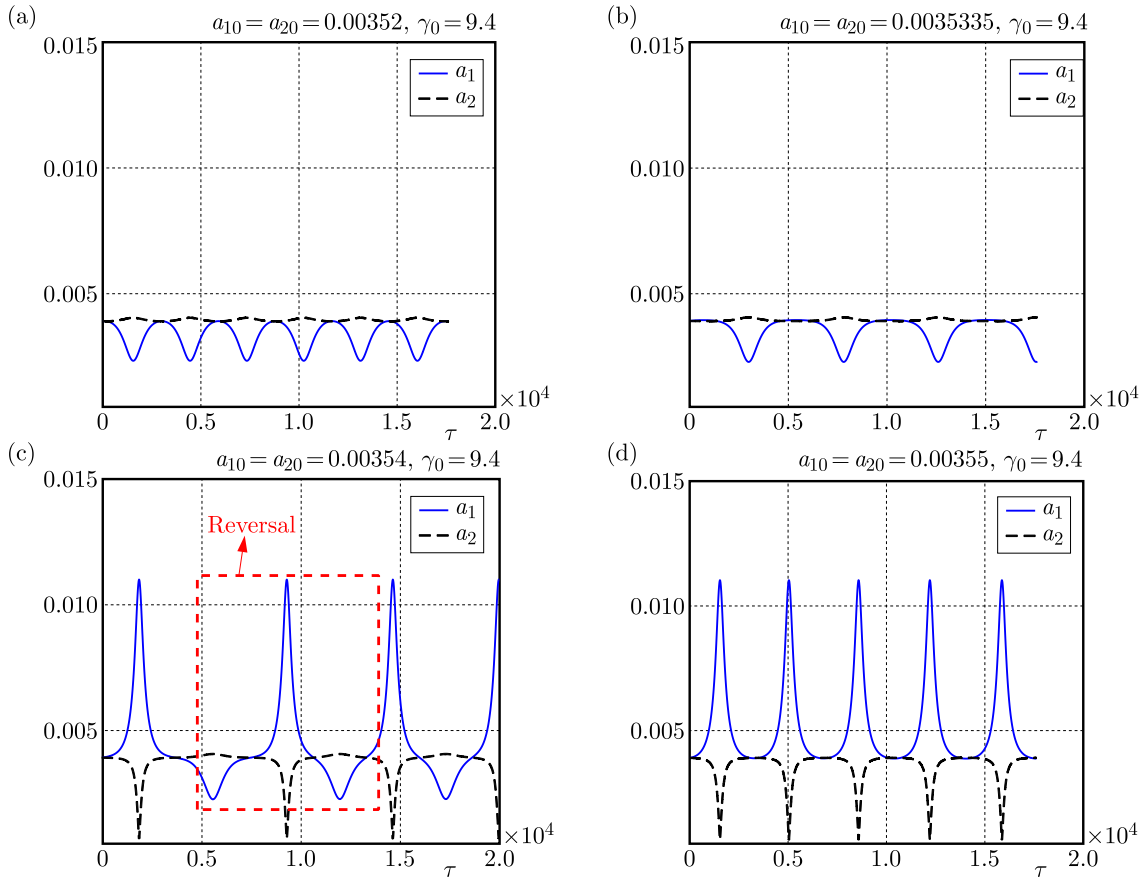 (a)
a₁₀ = a₂₀ = 0.00352, γ₀ = 9.4
0.015
0.010
0.005
a₁
a₂
0 0.5 1.0 1.5 2.0
×10⁴
τ
(b)
a₁₀ = a₂₀ = 0.0035335, γ₀ = 9.4
0.015
0.010
0.005
a₁
a₂
0 0.5 1.0 1.5 2.0
×10⁴
τ
(c)
a₁₀ = a₂₀ = 0.00354, γ₀ = 9.4
0.015
0.010
0.005
a₁
a₂
Reversal
0 0.5 1.0 1.5 2.0
×10⁴
τ
(d)
a₁₀ = a₂₀ = 0.00355, γ₀ = 9.4
0.015
0.010
0.005
a₁
a₂
0 0.5 1.0 1.5 2.0
×10⁴
τ